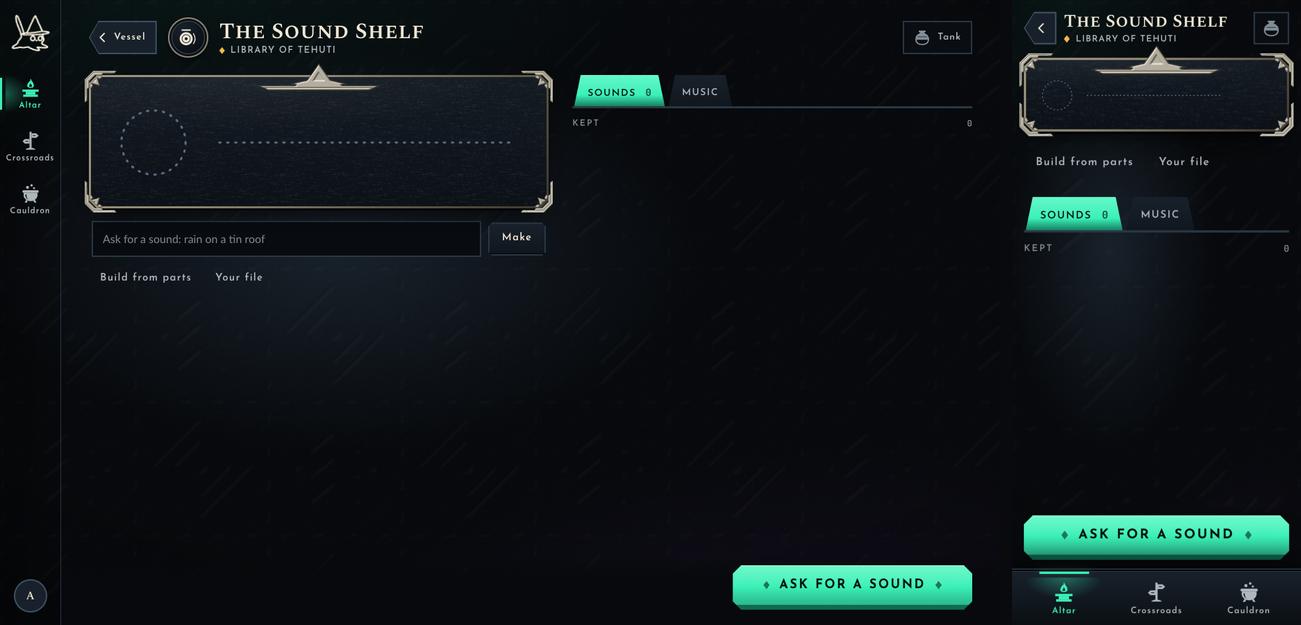 Vessel
THE SOUND SHELF
LIBRARY OF TEHUTI
Tank
Altar
Crossroads
Cauldron
SOUNDS 0
MUSIC
KEPT
0
Ask for a sound: rain on a tin roof
Make
Build from parts
Your file
ASK FOR A SOUND
A
THE SOUND SHELF
LIBRARY OF TEHUTI
Build from parts
Your file
SOUNDS 0
MUSIC
KEPT
0
ASK FOR A SOUND
Altar
Crossroads
Cauldron